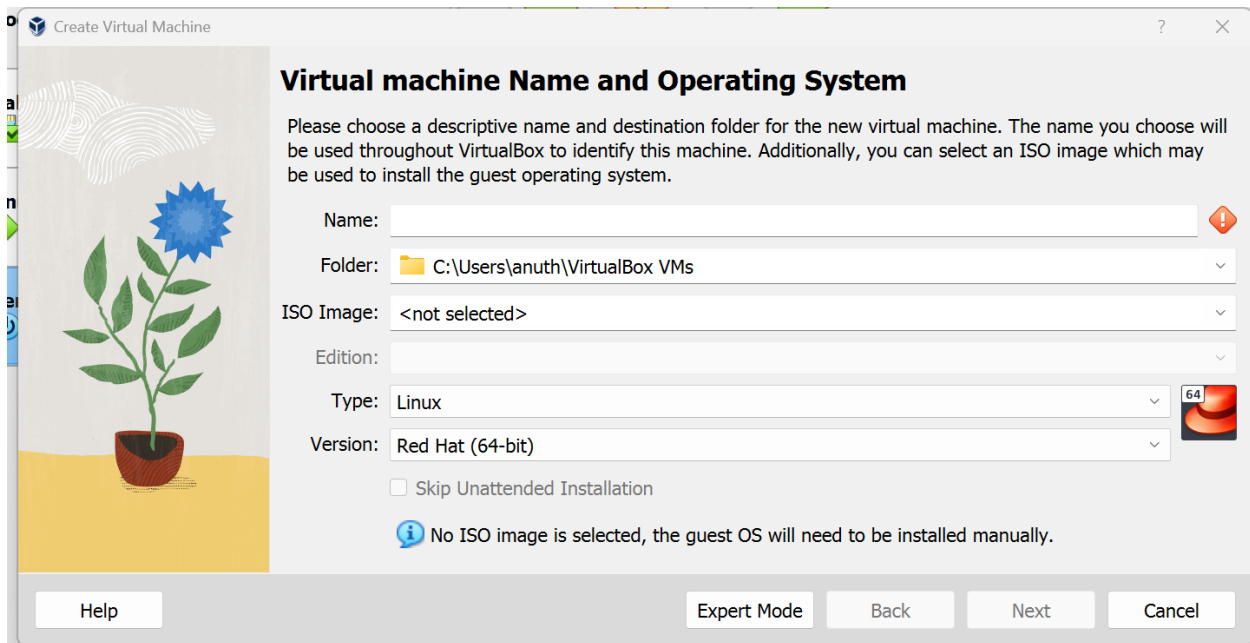 Create Virtual Machine
?
Virtual machine Name and Operating System
Please choose a descriptive name and destination folder for the new virtual machine. The name you choose will
be used throughout VirtualBox to identify this machine. Additionally, you can select an ISO image which may
be used to install the guest operating system.
Name:
Folder: C:\Users\anuth\VirtualBox VMs
ISO Image: <not selected>
Edition:
Type: Linux
64
Version: Red Hat (64-bit)
Skip Unattended Installation
No ISO image is selected, the guest OS will need to be installed manually.
Help Expert Mode Back Next Cancel